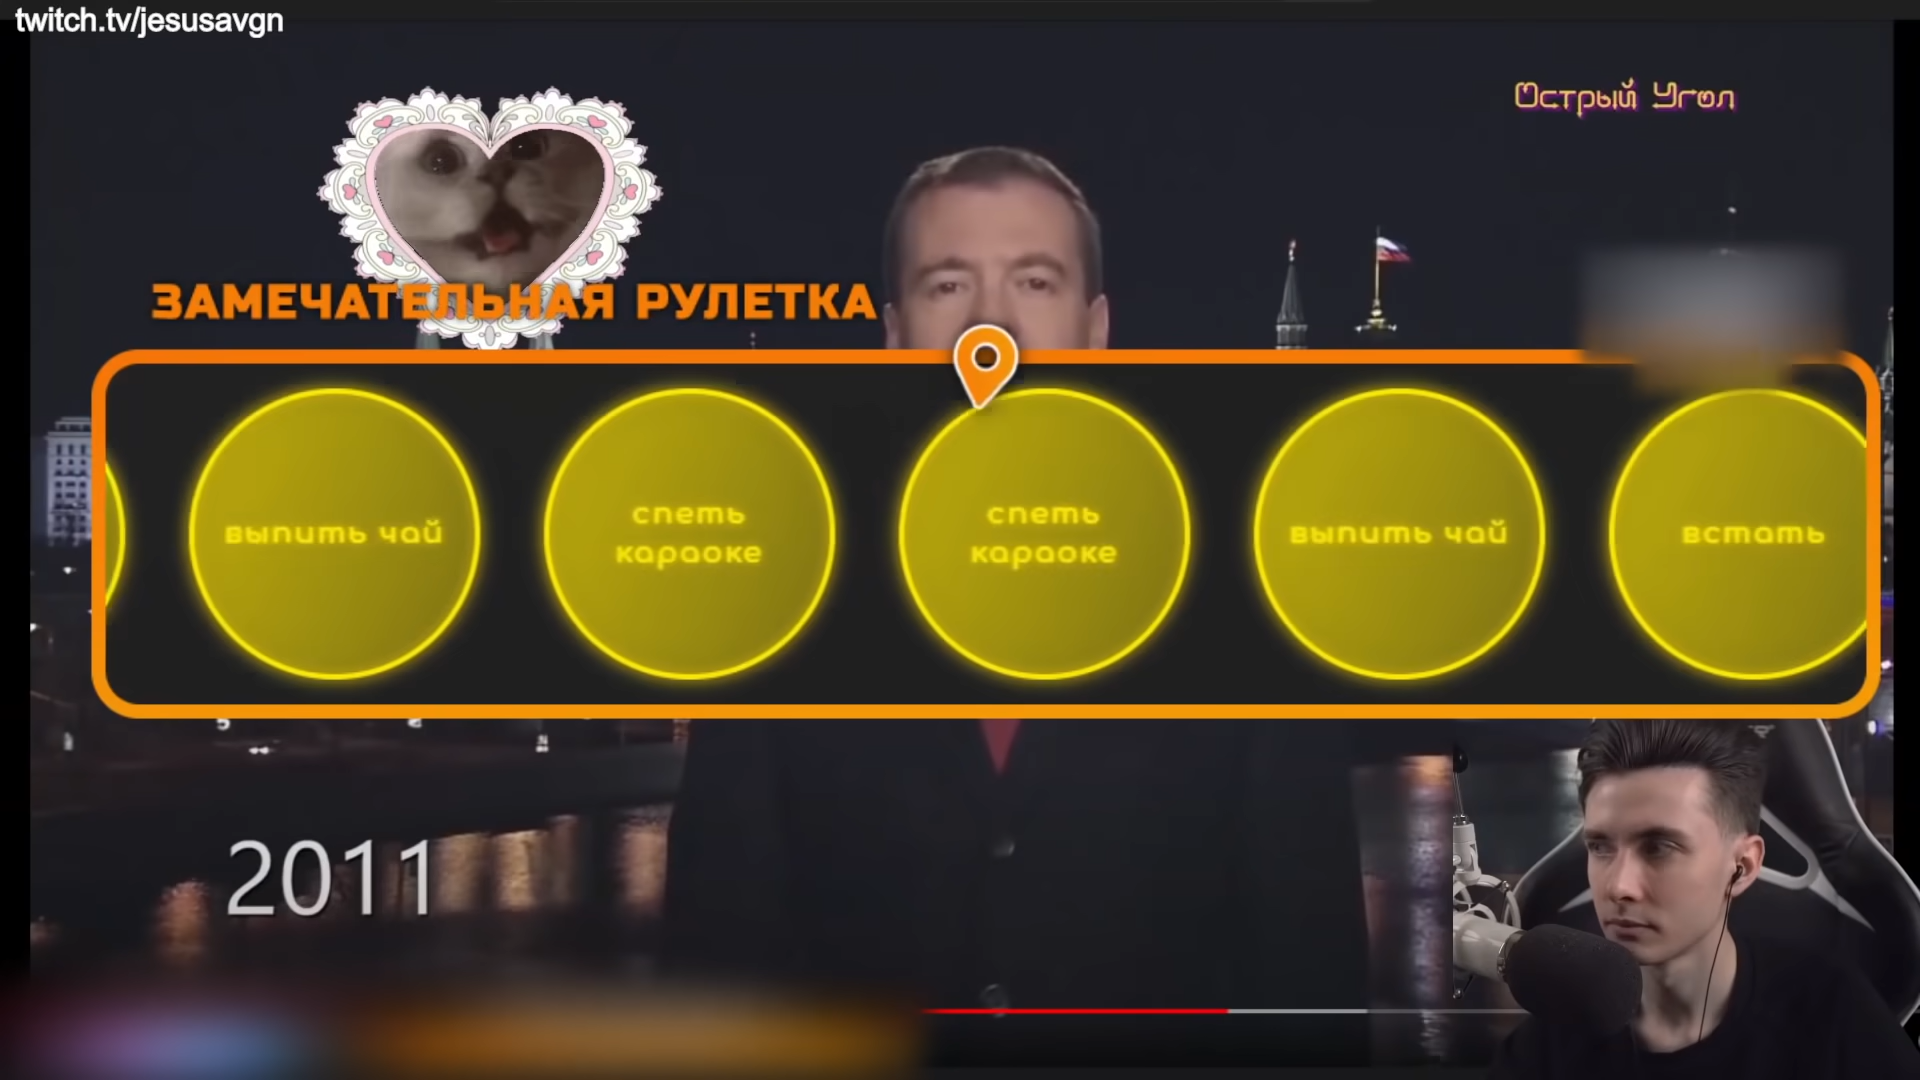 twitch.tv/jesusavgn
Острый Угол
ЗАМЕЧАТЕЛЬНАЯ РУЛЕТКА
выпить чай
спеть
караоке
спеть
караоке
выпить чай
встать
2011